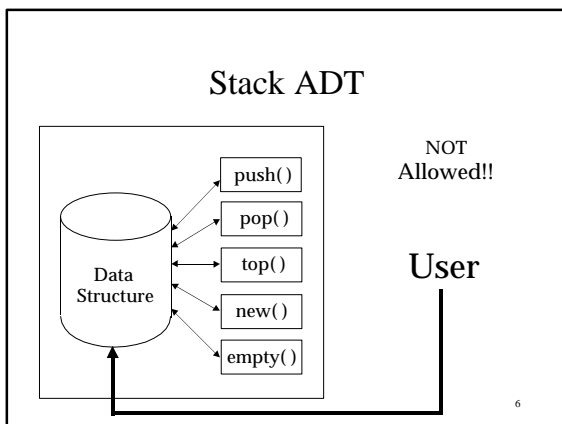 Stack ADT
NOT
Allowed!!
push( )
pop( )
top( )
new( )
empty( )
Data
Structure
User
6